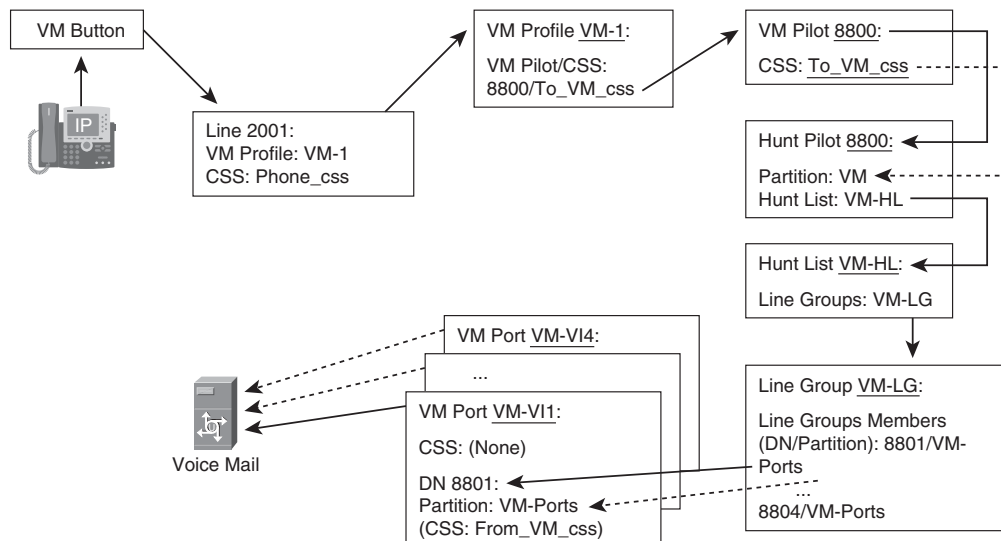 VM Button
IP
Line 2001:
VM Profile: VM-1
CSS: Phone_css
VM Profile VM-1:
VM Pilot/CSS:
8800/To_VM_css
VM Pilot 8800:
CSS: To_VM_css
Hunt Pilot 8800:
Partition: VM
Hunt List: VM-HL
Hunt List VM-HL:
Line Groups: VM-LG
Line Group VM-LG:
Line Groups Members
(DN/Partition): 8801/VM-
Ports
...
8804/VM-Ports
VM Port VM-VI4:
...
VM Port VM-VI1:
CSS: (None)
DN 8801:
Partition: VM-Ports
(CSS: From_VM_css)
Voice Mail